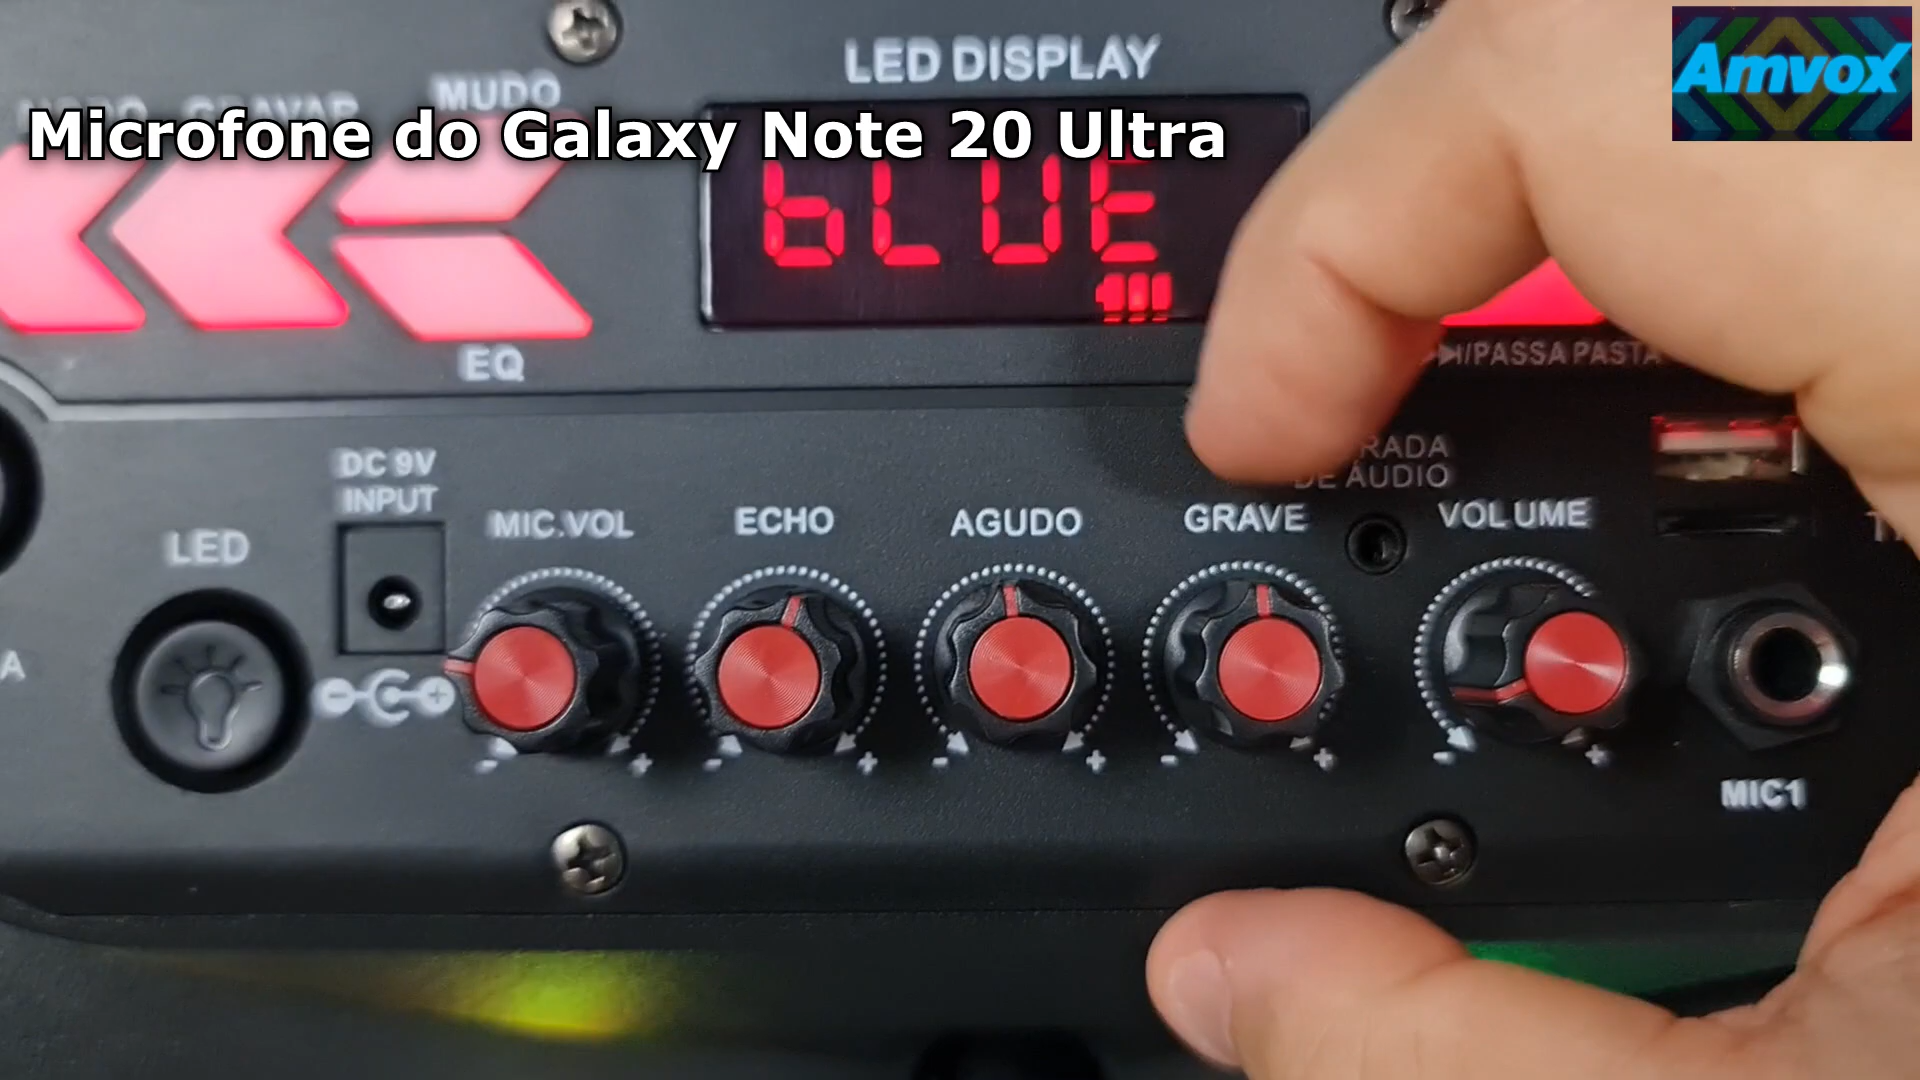 Amvox
LED DISPLAY
MUDO
Microfone do Galaxy Note 20 Ultra
bLUE
EQ
/PASSA PASTA
DC 9V
INPUT
DE ÁUDIO
LED
MIC.VOL
ECHO
AGUDO
GRAVE
VOLUME
- +
- +
- +
- +
- +
MIC1